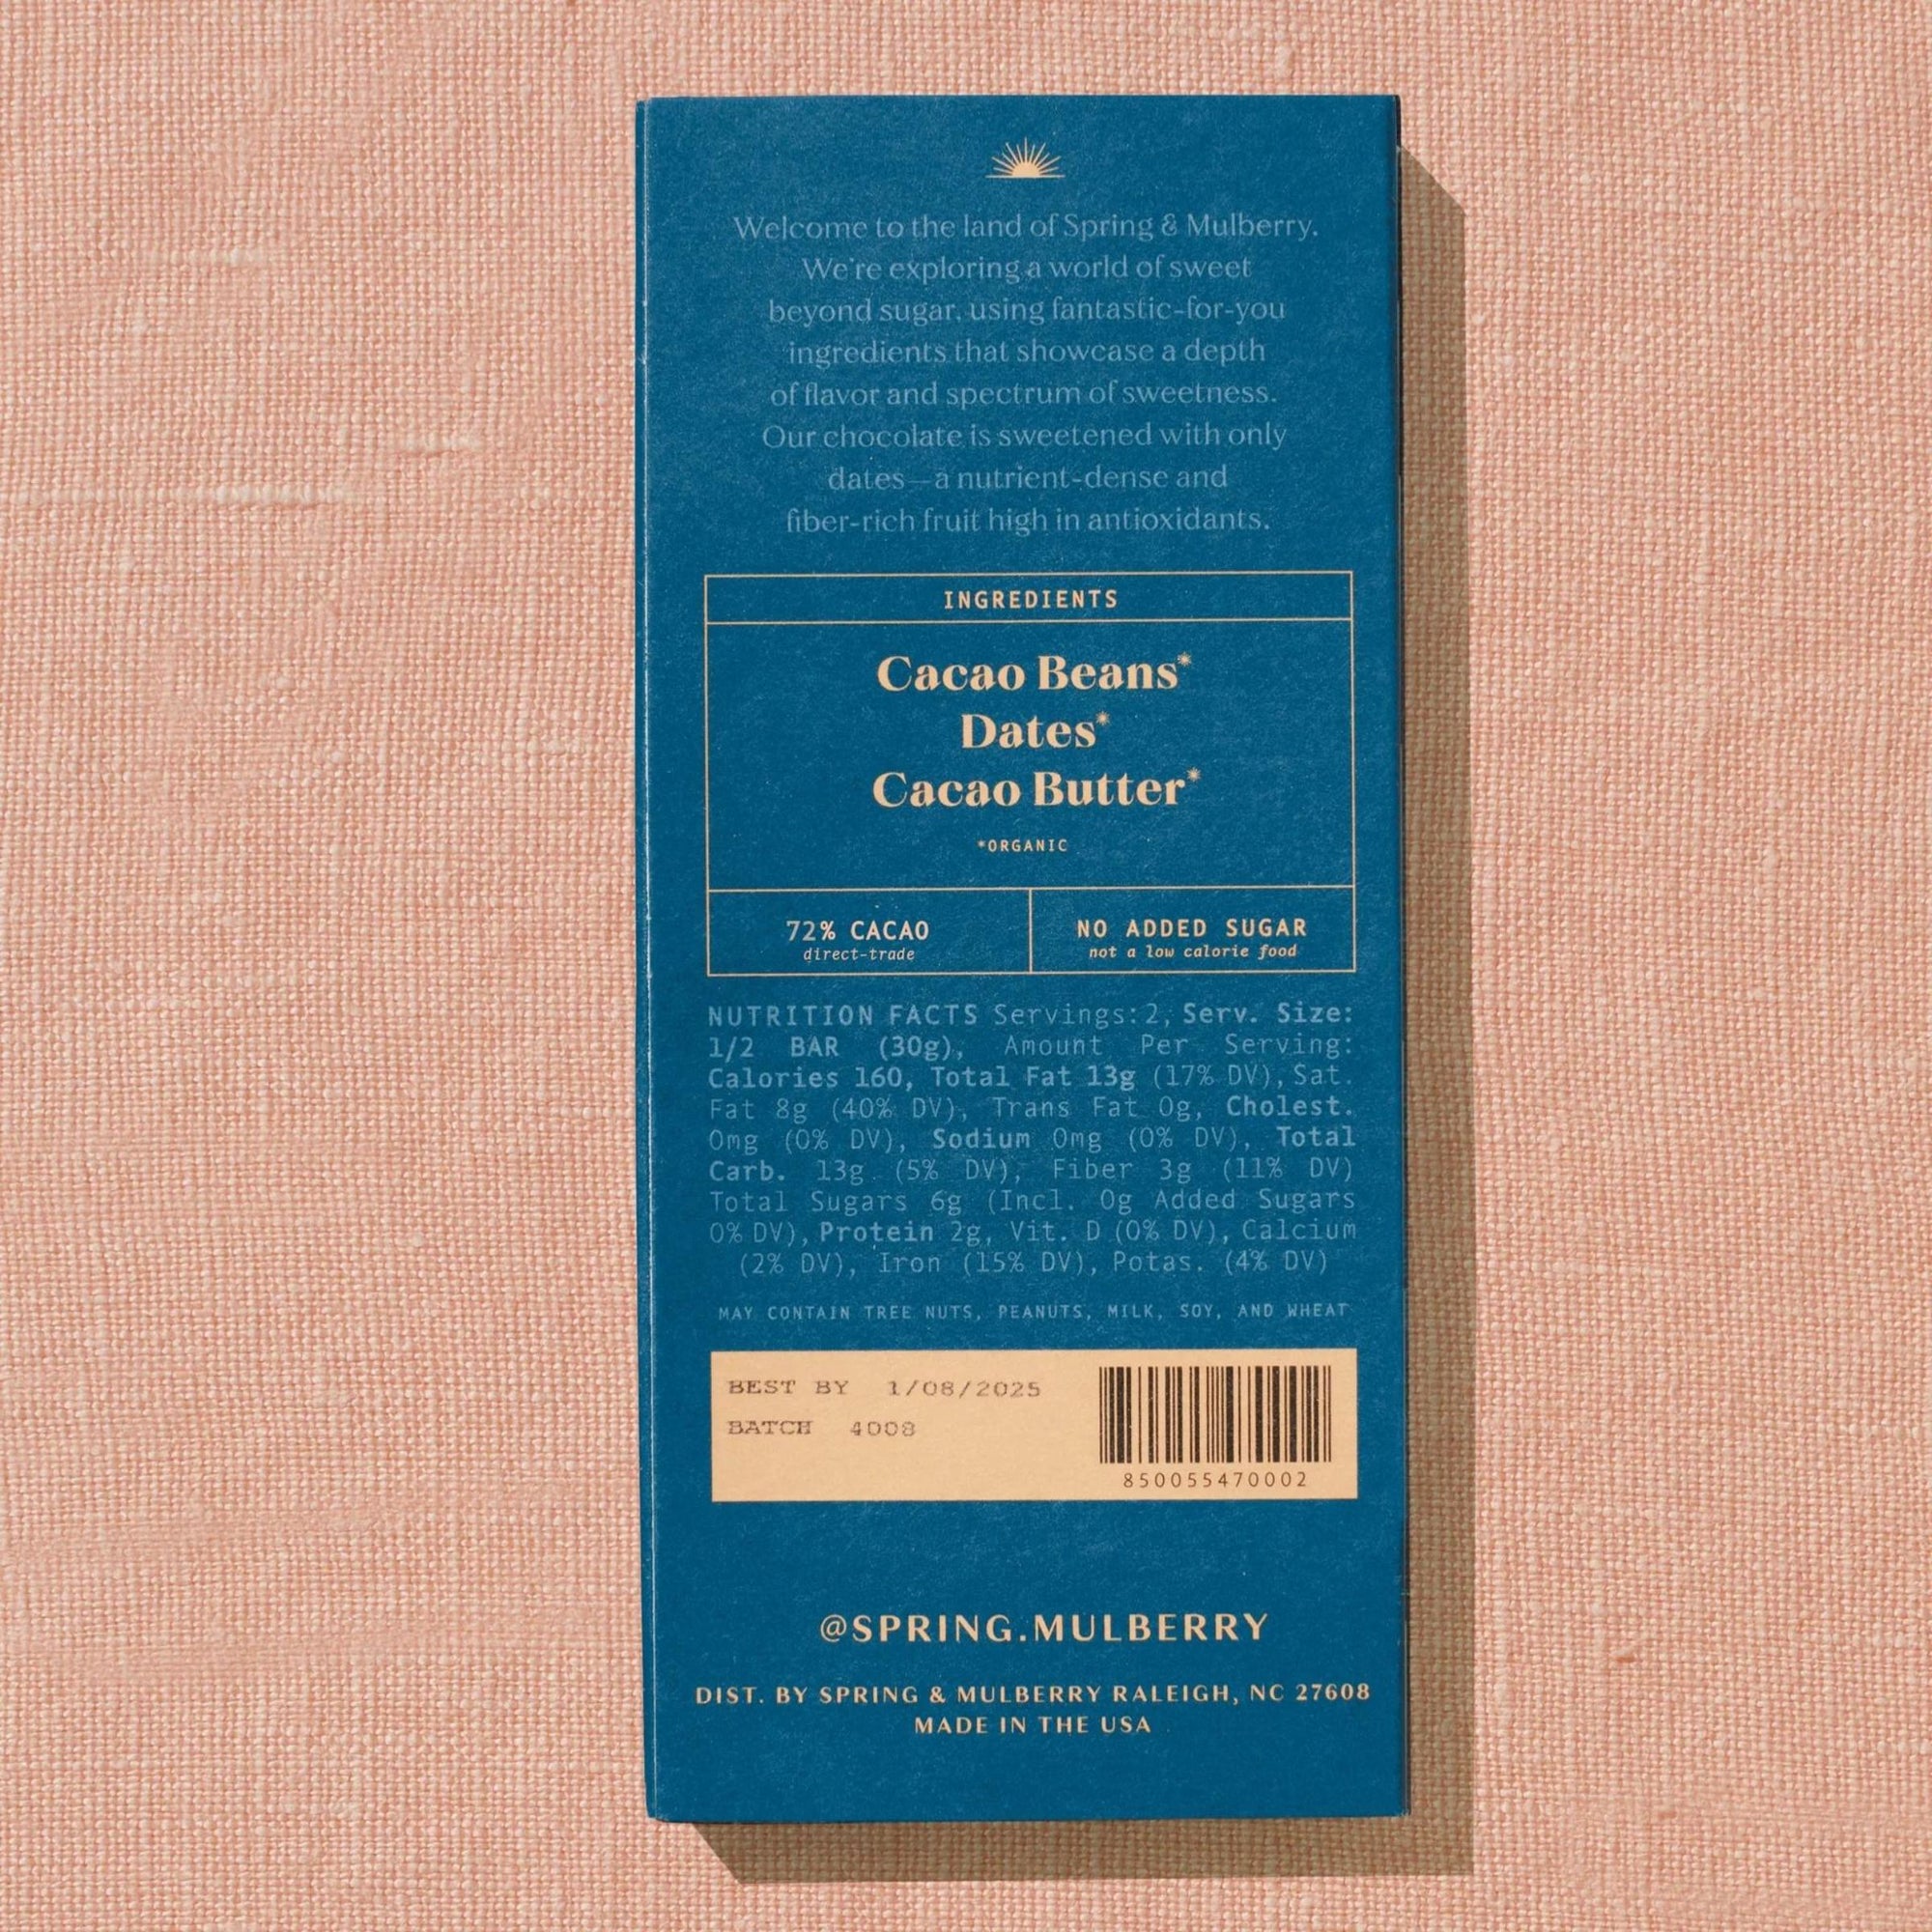 Welcome to the land of Spring & Mulberry.
We're exploring a world of sweet
beyond sugar, using fantastic-for-you
ingredients that showcase a depth
of flavor and spectrum of sweetness.
Our chocolate is sweetened with only
dates—a nutrient-dense and
fiber-rich fruit high in antioxidants.
INGREDIENTS
Cacao Beans*
Dates*
Cacao Butter*
*ORGANIC
72% CACAO
direct-trade
NO ADDED SUGAR
not a low calorie food
NUTRITION FACTS Servings: 2, Serv. Size:
1/2 BAR (30g), Amount Per Serving:
Calories 160, Total Fat 13g (17% DV), Sat.
Fat 8g (40% DV), Trans Fat 0g, Cholest.
0mg (0% DV), Sodium 0mg (0% DV), Total
Carb. 13g (5% DV), Fiber 3g (11% DV)
Total Sugars 6g (Incl. 0g Added Sugars
0% DV), Protein 2g, Vit. D (0% DV), Calcium
(2% DV), Iron (15% DV), Potas. (4% DV)
MAY CONTAIN TREE NUTS, PEANUTS, MILK, SOY, AND WHEAT
BEST BY 1/08/2025
BATCH 4008
850055470002
@SPRING.MULBERRY
DIST. BY SPRING & MULBERRY RALEIGH, NC 27608
MADE IN THE USA